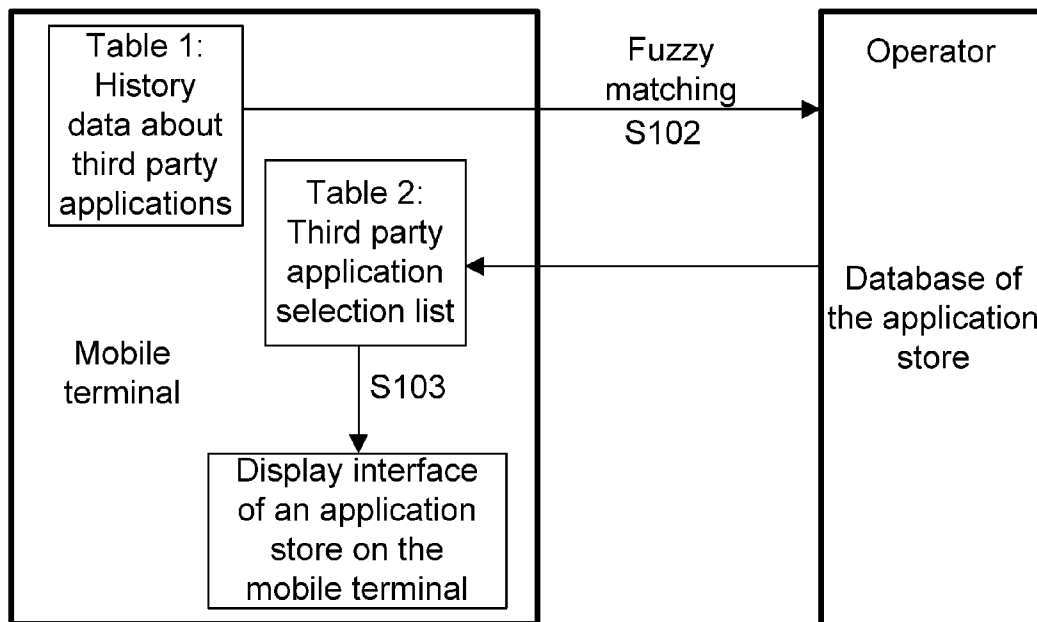 Table 1:
History
data about
third party
applications
Fuzzy
matching
S102
Operator
Table 2:
Third party
application
selection list
Database of
the application
store
Mobile
terminal
S103
Display interface
of an application
store on the
mobile terminal